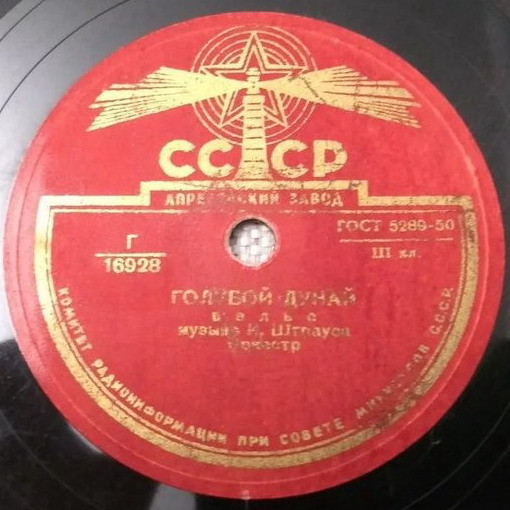 СССР
АПРЕЛЕВСКИЙ ЗАВОД
Г
16928
ГОСТ 5289-50
III кл.
ГОЛУБОЙ ДУНАЙ
вальс
музыка И. Штрауса
Оркестр
КОМИТЕТ РАДИОИНФОРМАЦИИ ПРИ СОВЕТЕ МИНИСТРОВ СССР